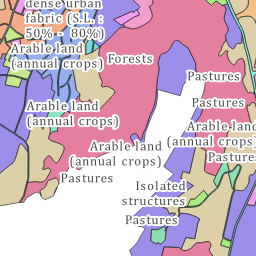 dense urban
fabric (S.L. :
50% - 80%)
Arable land
(annual crops)
Forests
Pastures
Arable land
(annual crops)
Pastures
Arable land
(annual crops)
Arable land
(annual crops)
Pastures
Pastures
Isolated
structures
Pastures